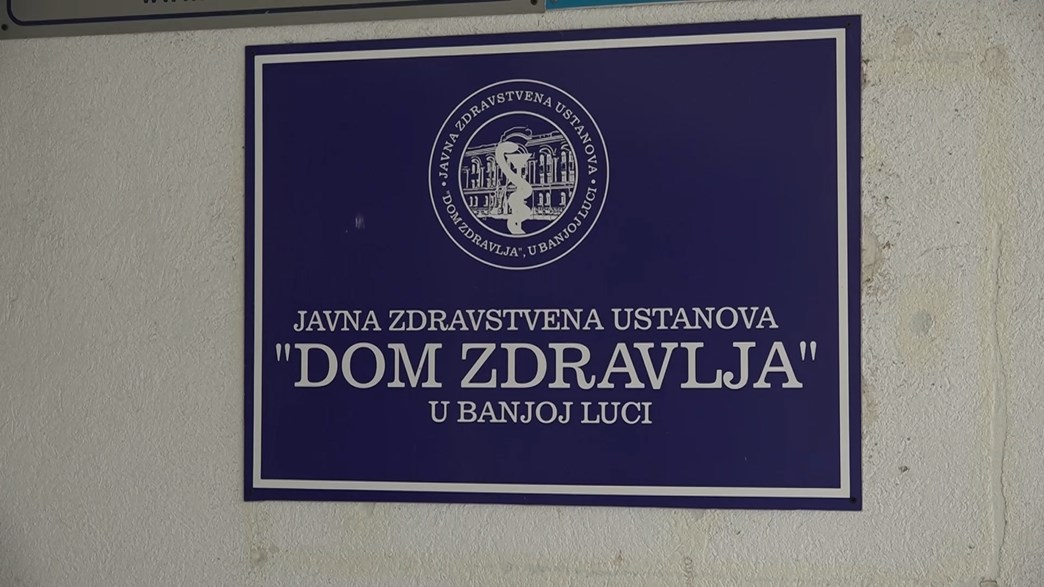 • JAVNA ZDRAVSTVENA USTANOVA •
"DOM ZDRAVLJA", U BANJOJ LUCI
JAVNA ZDRAVSTVENA USTANOVA
"DOM ZDRAVLJA"
U BANJOJ LUCI